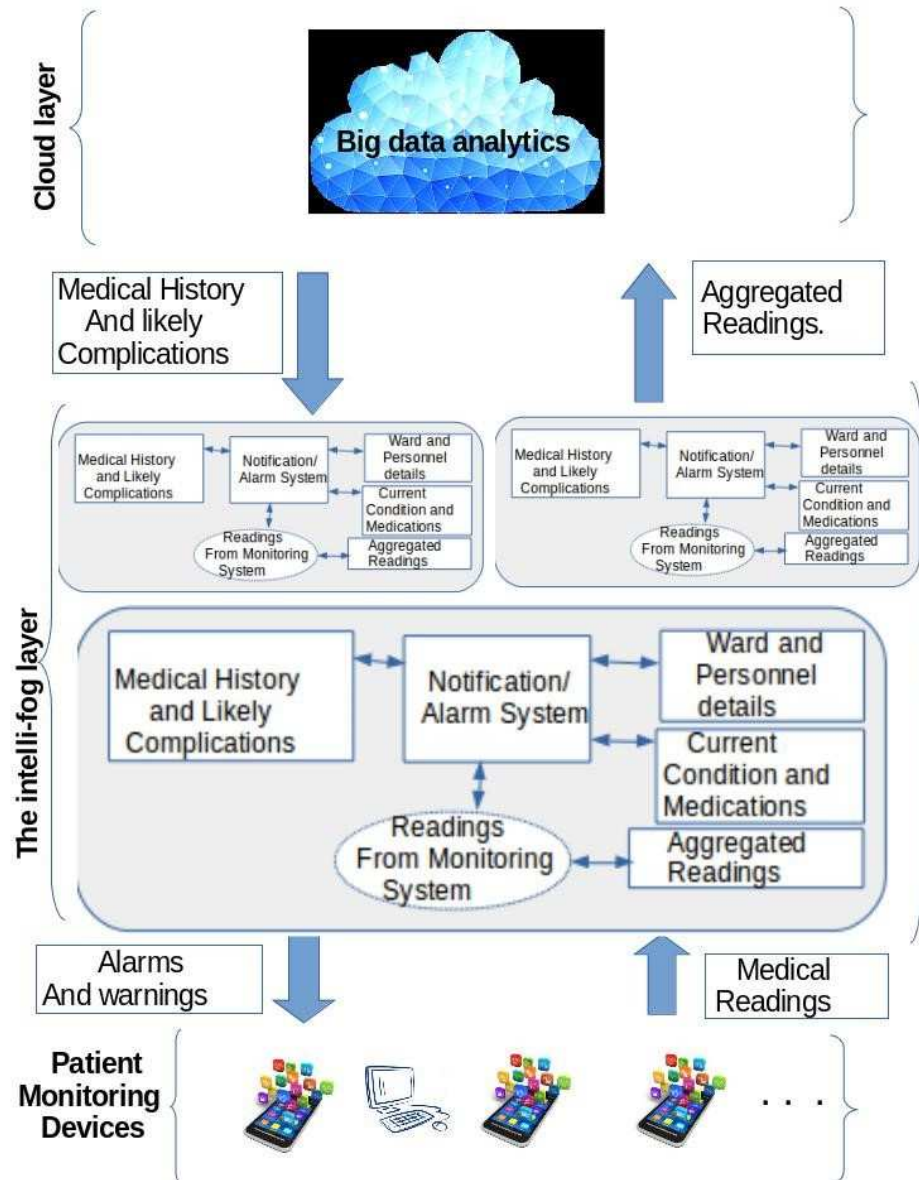 Cloud layer
Big data analytics
Medical History
And likely
Complications
Aggregated
Readings.
The intelli-fog layer
Medical History
and Likely
Complications
Notification/
Alarm System
Ward and
Personnel
details
Current
Condition and
Medications
Readings
From Monitoring
System
Aggregated
Readings
Medical History
and Likely
Complications
Notification/
Alarm System
Ward and
Personnel
details
Current
Condition and
Medications
Readings
From Monitoring
System
Aggregated
Readings
Medical History
and Likely
Complications
Notification/
Alarm System
Ward and
Personnel
details
Current
Condition and
Medications
Readings
From Monitoring
System
Aggregated
Readings
Alarms
And warnings
Medical
Readings
Patient
Monitoring
Devices
. . .